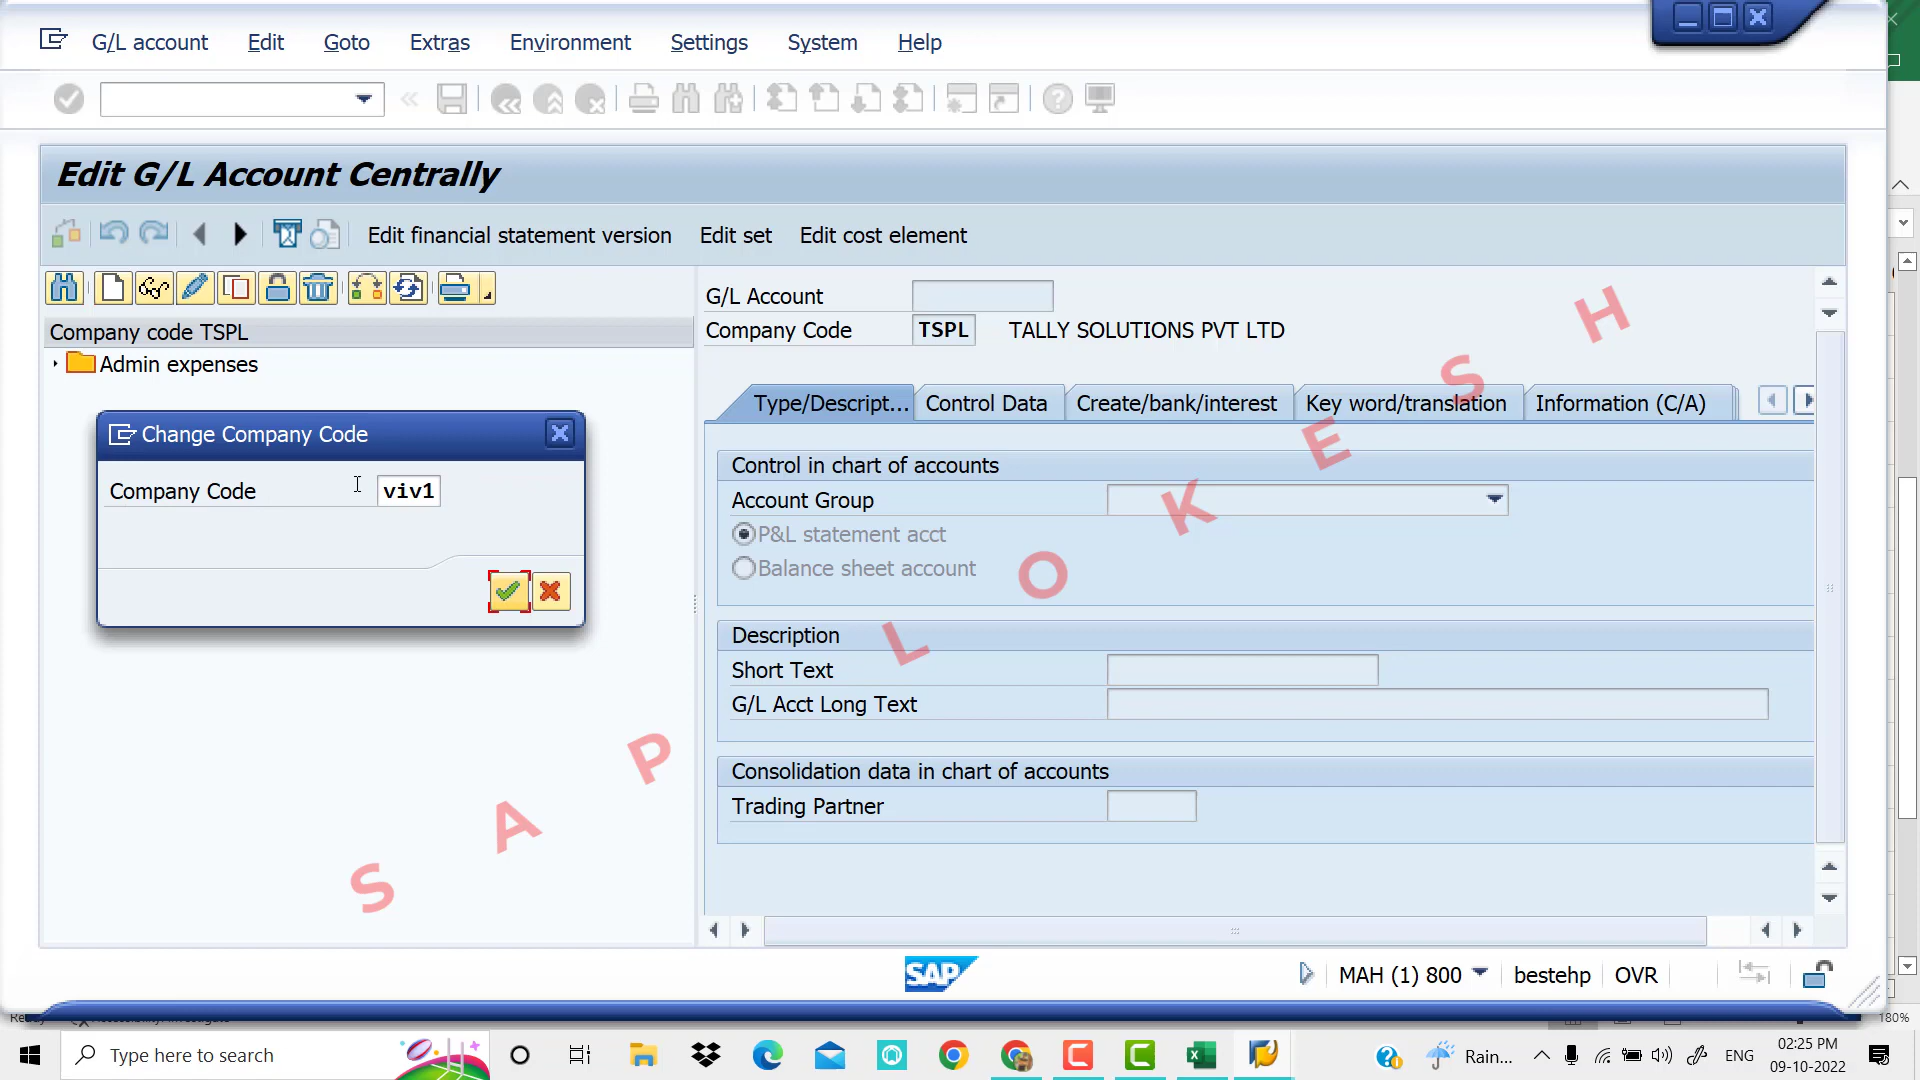 G/L account Edit Goto Extras Environment Settings System Help
Edit G/L Account Centrally
Edit financial statement version Edit set Edit cost element
Company code TSPL
Admin expenses
Change Company Code
Company Code viv1
G/L Account
Company Code TSPL TALLY SOLUTIONS PVT LTD
Type/Descript... Control Data Create/bank/interest Key word/translation Information (C/A)
Control in chart of accounts
Account Group
P&L statement acct
Balance sheet account
Description
Short Text
G/L Acct Long Text
Consolidation data in chart of accounts
Trading Partner
S A P L O K E S H
SAP MAH (1) 800 bestehp OVR
180%
Type here to search
Rain... ENG 02:25 PM
09-10-2022